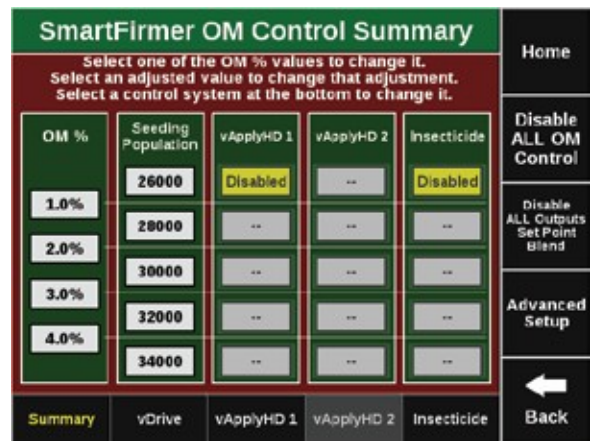 SmartFirmer OM Control Summary
Select one of the OM % values to change it.
Select an adjusted value to change that adjustment.
Select a control system at the bottom to change it.
OM %
1.0%
2.0%
3.0%
4.0%
Seeding
Population
26000
28000
30000
32000
34000
vApplyHD 1
Disabled
--
--
--
--
vApplyHD 2
--
--
--
--
--
Insecticide
Disabled
--
--
--
--
Summary
vDrive
vApplyHD 1
vApplyHD 2
Insecticide
Home
Disable
ALL OM
Control
Disable
ALL Outputs
Set Point
Blend
Advanced
Setup
Back